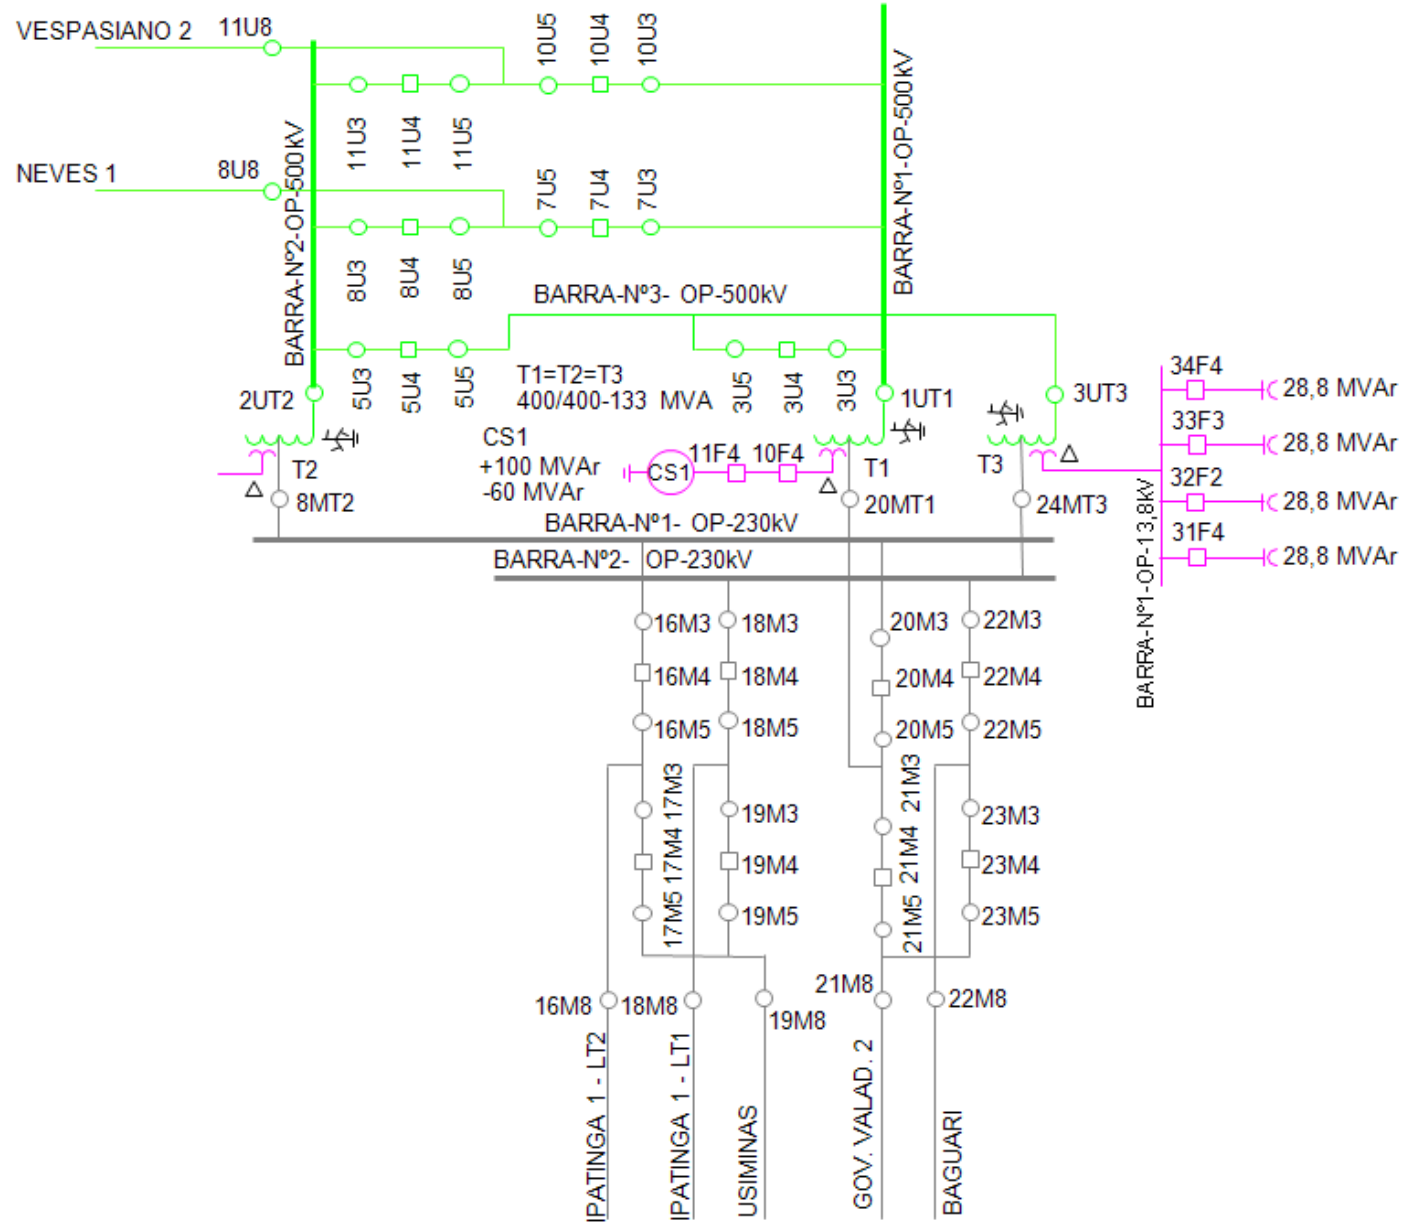 VESPASIANO 2
11U8
10U5
10U4
10U3
11U3
11U4
11U5
BARRA-Nº2-OP-500kV
BARRA-Nº1-OP-500kV
NEVES 1
8U8
7U5
7U4
7U3
8U3
8U4
8U5
BARRA-Nº3- OP-500kV
5U3
5U4
5U5
T1=T2=T3
400/400-133 MVA
3U5
3U4
3U3
2UT2
1UT1
3UT3
CS1
+100 MVAr
-60 MVAr
CS1
11F4
10F4
T2
T1
T3
Δ
Δ
Δ
8MT2
20MT1
24MT3
34F4
28,8 MVAr
33F3
28,8 MVAr
32F2
28,8 MVAr
31F4
28,8 MVAr
BARRA-Nº1-OP-13,8kV
BARRA-Nº1- OP-230kV
BARRA-Nº2- OP-230kV
16M3
18M3
20M3
22M3
16M4
18M4
20M4
22M4
16M5
18M5
20M5
22M5
17M3
19M3
21M3
23M3
17M4
19M4
21M4
23M4
17M5
19M5
21M5
23M5
16M8
18M8
19M8
21M8
22M8
IPATINGA 1 - LT2
IPATINGA 1 - LT1
USIMINAS
GOV. VALAD. 2
BAGUARI